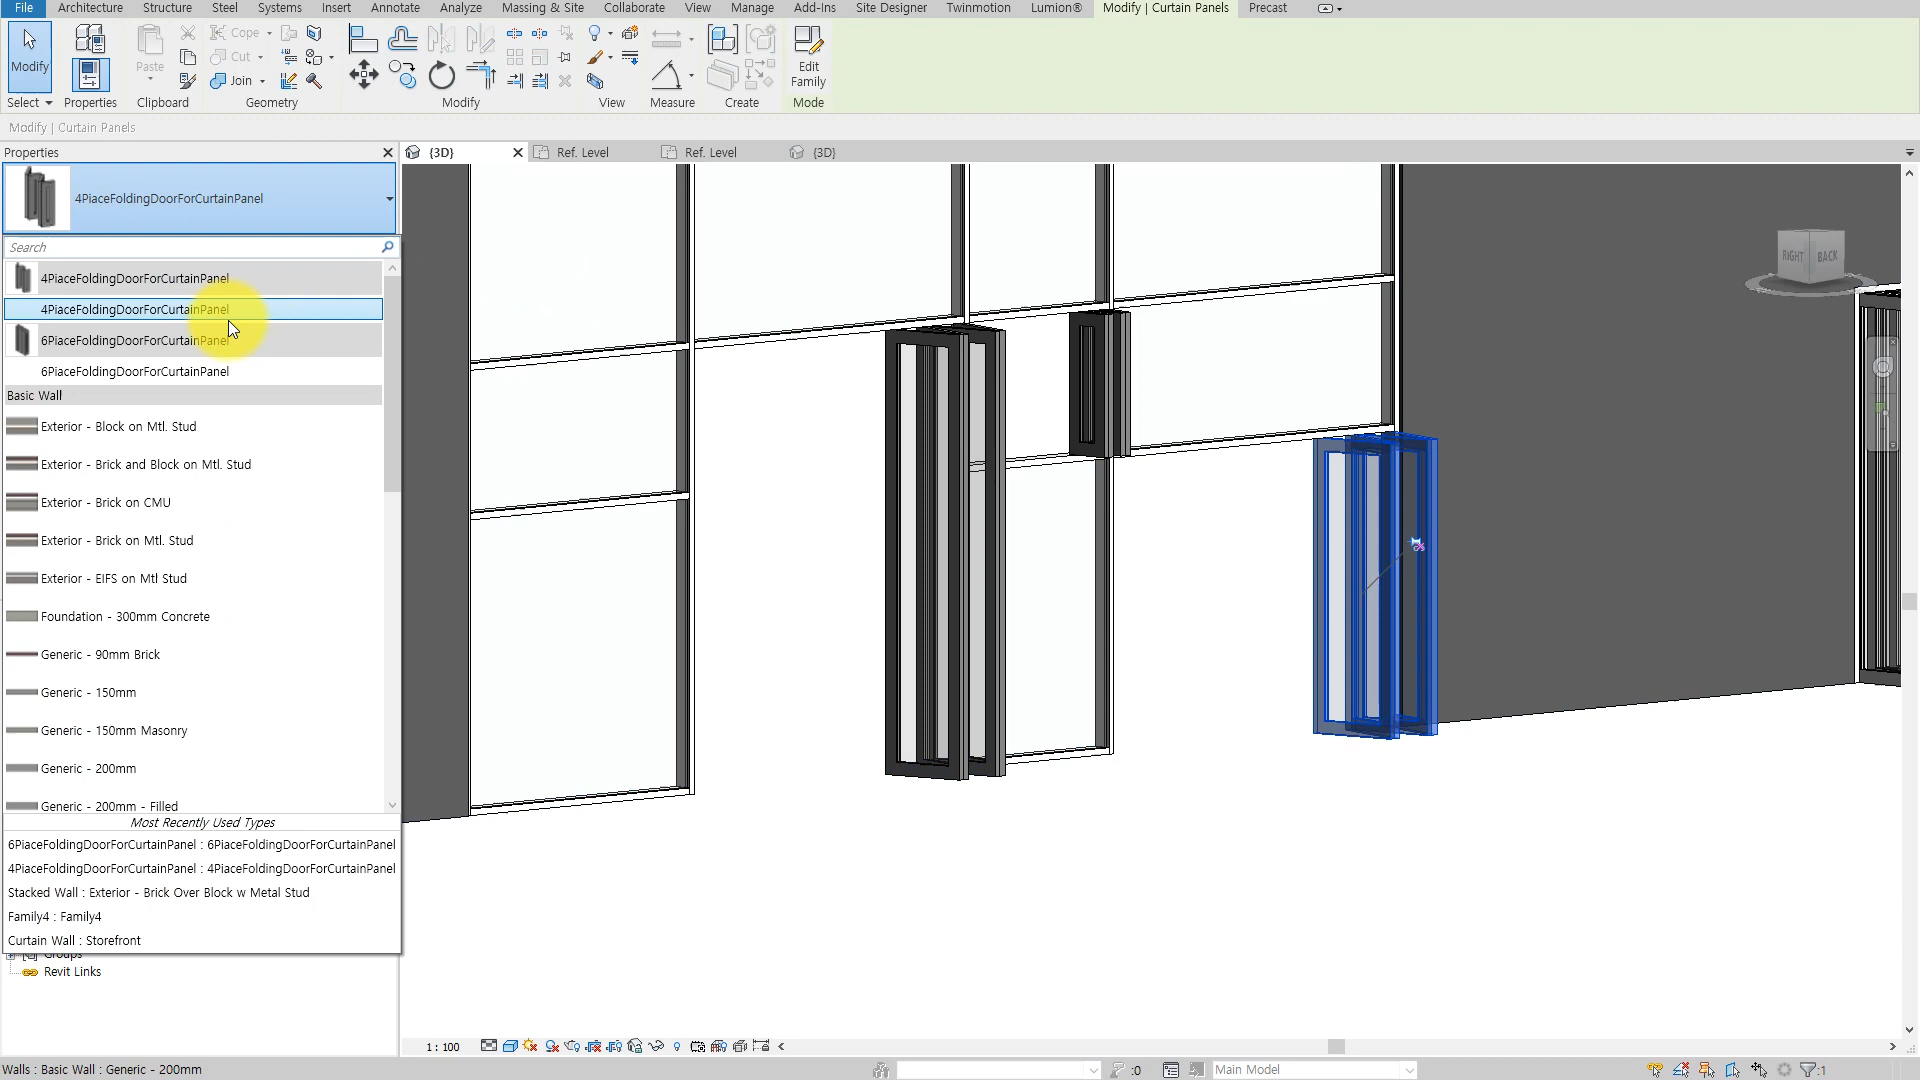 File Architecture Structure Steel Systems Insert Annotate Analyze Massing & Site Collaborate View Manage Add-Ins Site Designer Twinmotion Lumion® Modify | Curtain Panels Precast
Cope
Cut
Join
Modify
Paste
Edit
Family
Select Properties Clipboard Geometry Modify View Measure Create Mode
Modify | Curtain Panels
Properties
{3D} Ref. Level Ref. Level {3D}
4PiaceFoldingDoorForCurtainPanel
Search
4PiaceFoldingDoorForCurtainPanel
4PiaceFoldingDoorForCurtainPanel
6PiaceFoldingDoorForCurtainPanel
6PiaceFoldingDoorForCurtainPanel
Basic Wall
Exterior - Block on Mtl. Stud
Exterior - Brick and Block on Mtl. Stud
Exterior - Brick on CMU
Exterior - Brick on Mtl. Stud
Exterior - EIFS on Mtl Stud
Foundation - 300mm Concrete
Generic - 90mm Brick
Generic - 150mm
Generic - 150mm Masonry
Generic - 200mm
Generic - 200mm - Filled
Most Recently Used Types
6PiaceFoldingDoorForCurtainPanel : 6PiaceFoldingDoorForCurtainPanel
4PiaceFoldingDoorForCurtainPanel : 4PiaceFoldingDoorForCurtainPanel
Stacked Wall : Exterior - Brick Over Block w Metal Stud
Family4 : Family4
Curtain Wall : Storefront
Groups
Revit Links
RIGHT BACK
1 : 100
Walls : Basic Wall : Generic - 200mm
:0
Main Model
:1